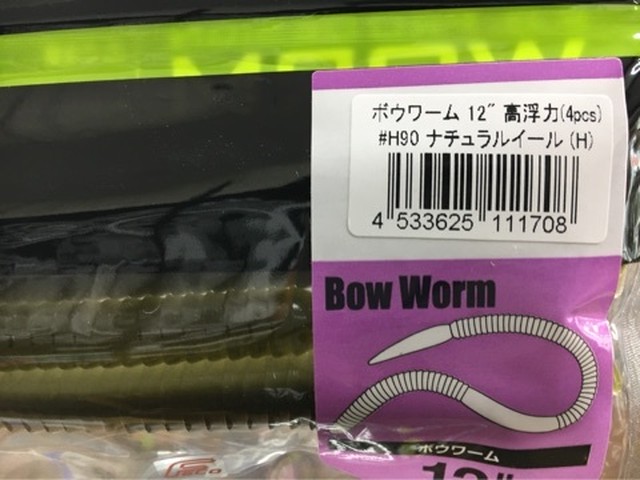 WORM
ボウワーム 12″ 高浮力(4pcs)
#H90 ナチュラルイール (H)
4 533625 111708
Bow Worm
ボウワーム
12"